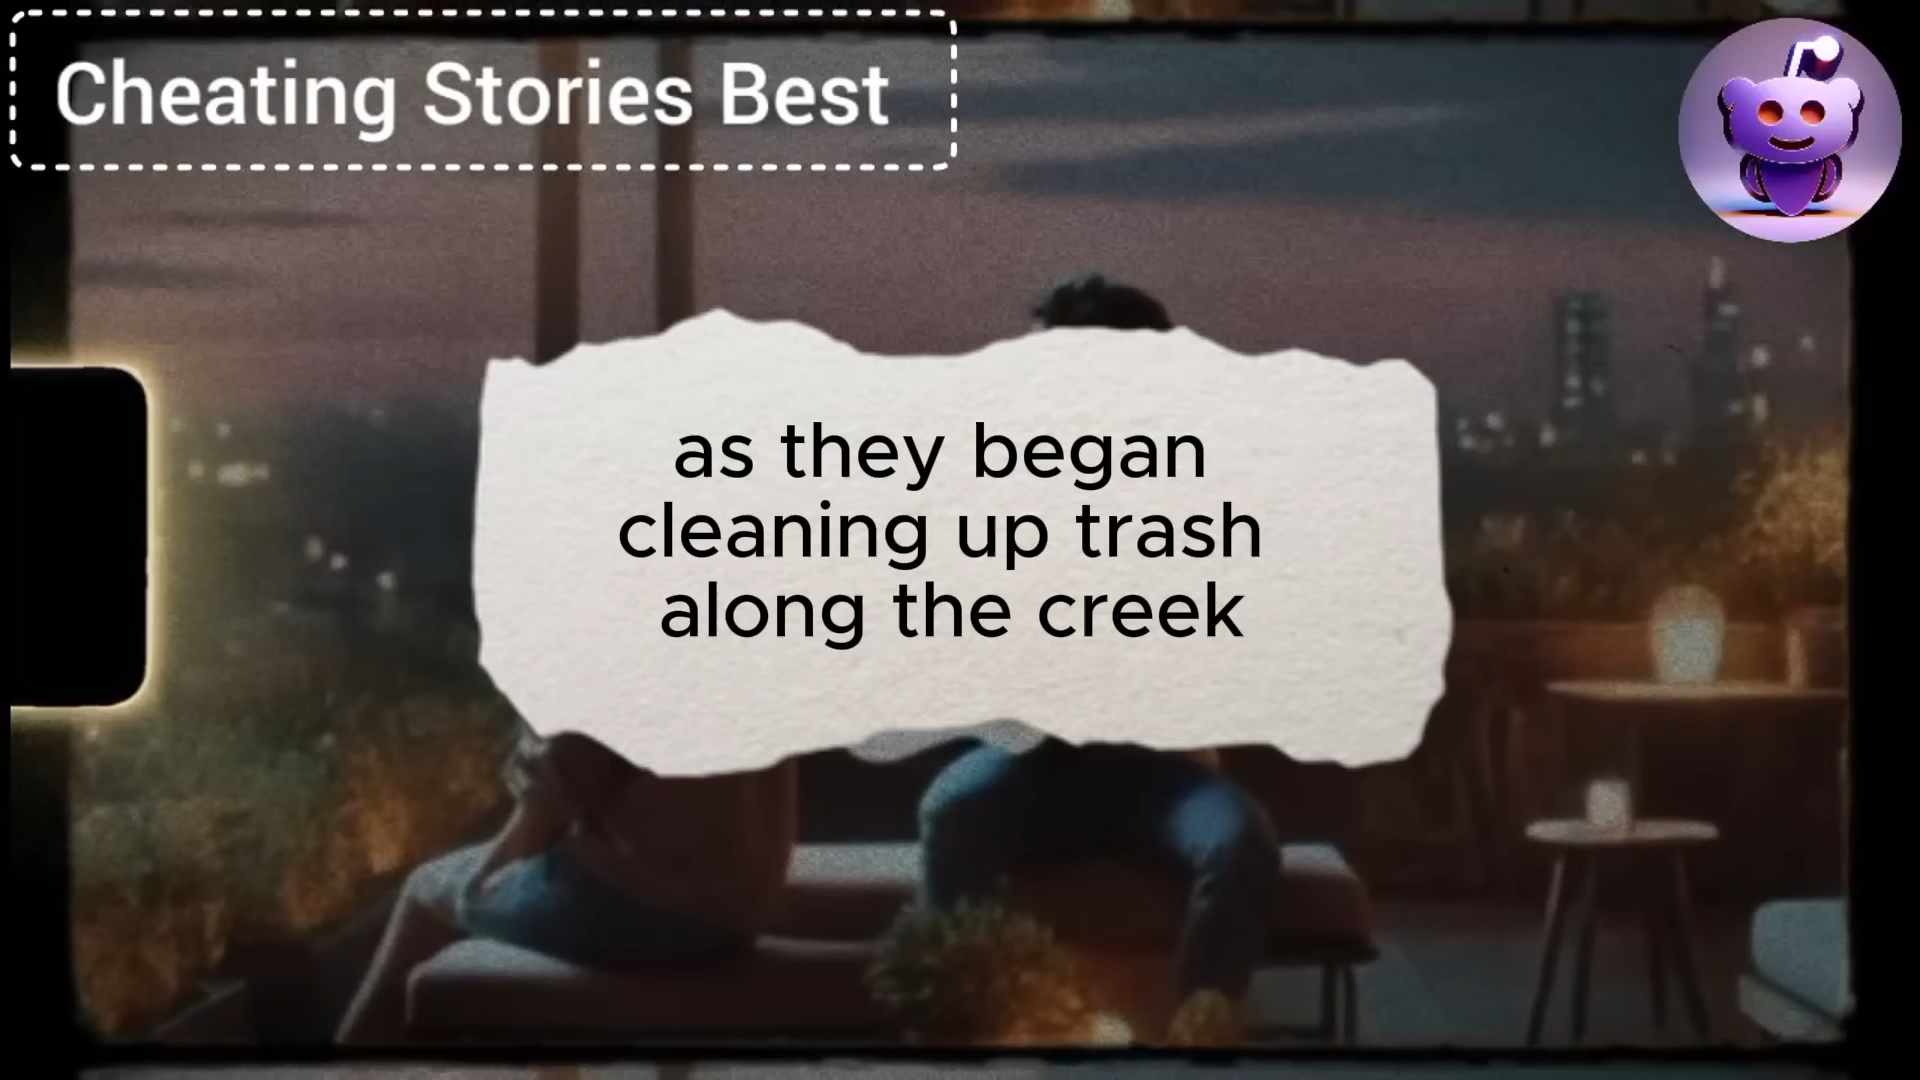 Cheating Stories Best
as they began
cleaning up trash
along the creek